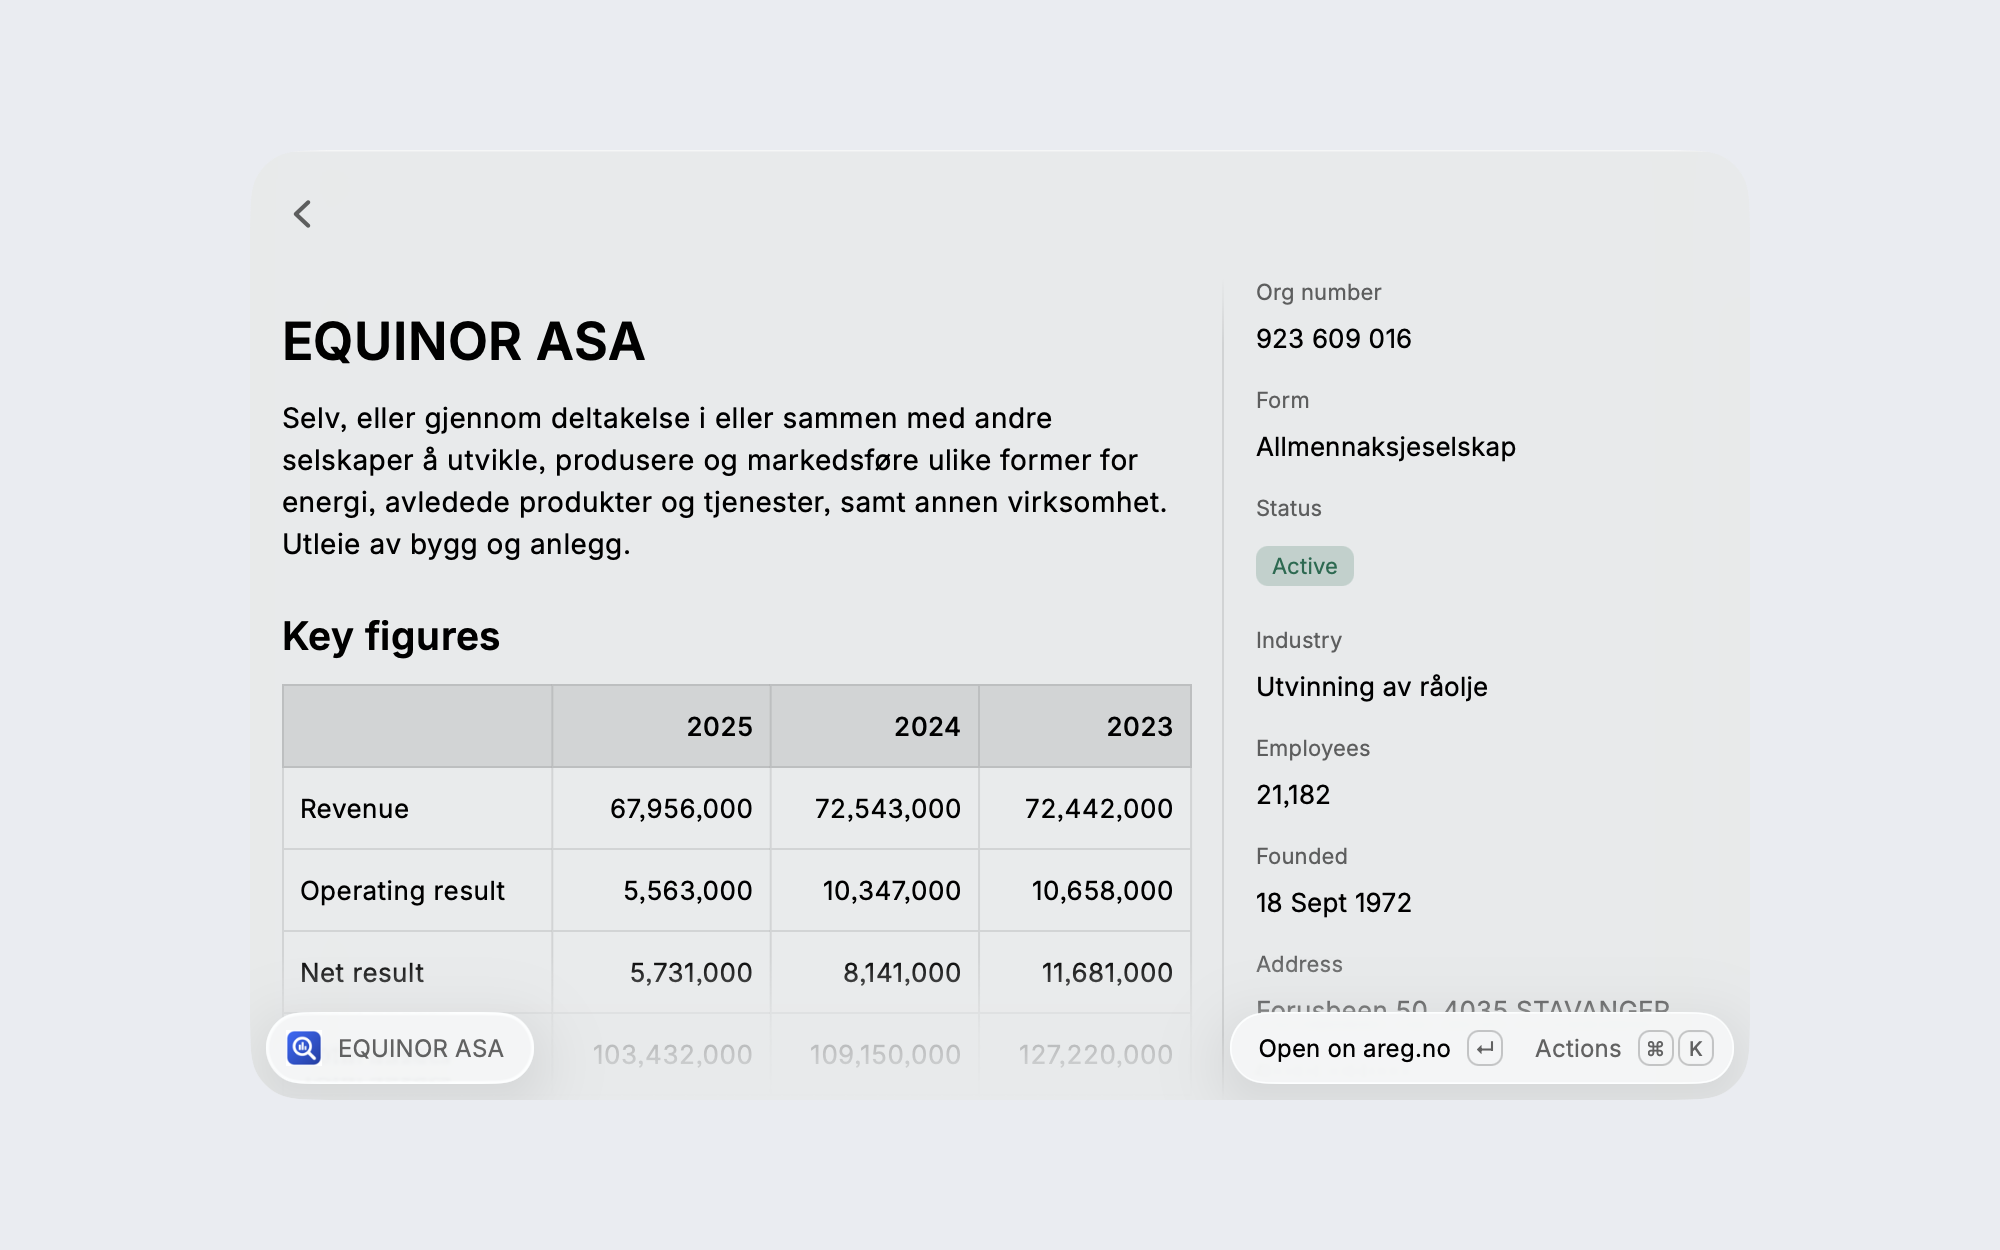 EQUINOR ASA
Selv, eller gjennom deltakelse i eller sammen med andre
selskaper å utvikle, produsere og markedsføre ulike former for
energi, avledede produkter og tjenester, samt annen virksomhet.
Utleie av bygg og anlegg.
Key figures
2025 2024 2023
Revenue 67,956,000 72,543,000 72,442,000
Operating result 5,563,000 10,347,000 10,658,000
Net result 5,731,000 8,141,000 11,681,000
103,432,000 109,150,000 127,220,000
Org number
923 609 016
Form
Allmennaksjeselskap
Status
Active
Industry
Utvinning av råolje
Employees
21,182
Founded
18 Sept 1972
Address
Forusbeen 50, 4035 STAVANGER
EQUINOR ASA
Open on areg.no ↵ Actions ⌘ K